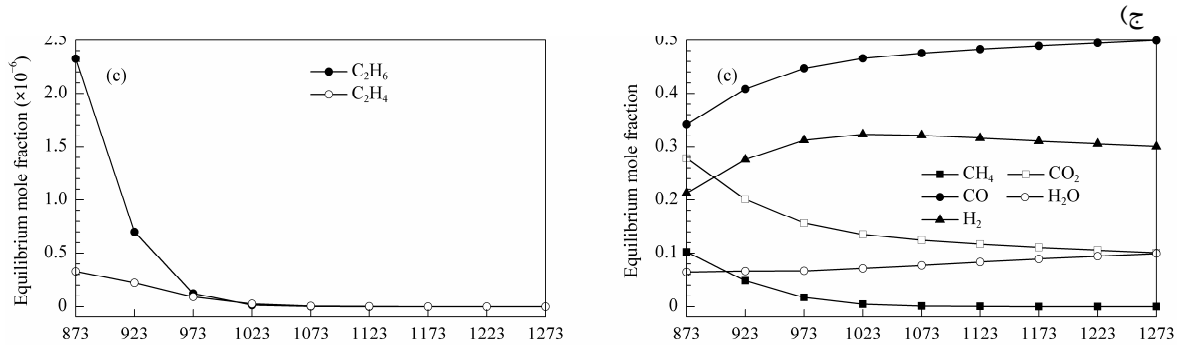 ج)
2.5
2.0
1.5
1.0
0.5
0
Equilibrium mole fraction (×10⁻⁶)
(c)
C₂H₆
C₂H₄
873 923 973 1023 1073 1123 1173 1223 1273
0.5
0.4
0.3
0.2
0.1
0
Equilibrium mole fraction
(c)
CH₄ CO₂
CO H₂O
H₂
873 923 973 1023 1073 1123 1173 1223 1273